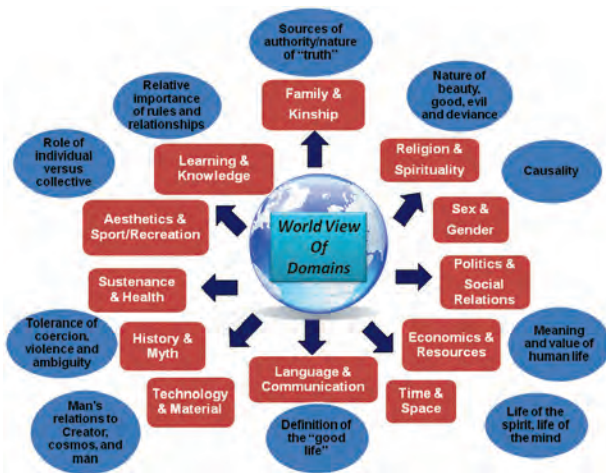 Sources of
authority/nature
of "truth"
Family &
Kinship
Relative
importance
of rules and
relationships
Nature of
beauty,
good, evil
and deviance
Role of
individual
versus
collective
Learning &
Knowledge
Religion &
Spirituality
Causality
Aesthetics &
Sport/Recreation
World View
Of
Domains
Sex &
Gender
Sustenance
& Health
Politics &
Social
Relations
Tolerance of
coercion,
violence and
ambiguity
History &
Myth
Economics &
Resources
Meaning
and value of
human life
Technology
& Material
Language &
Communication
Time &
Space
Man's
relations to
Creator,
cosmos, and
man
Definition of
the "good
life"
Life of the
spirit, life of
the mind